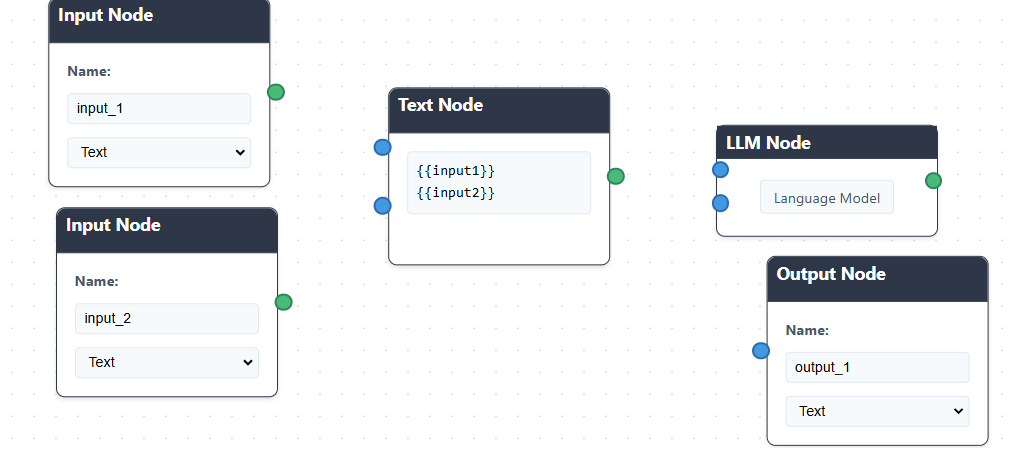 Input Node
Name:
input_1
Text
Input Node
Name:
input_2
Text
Text Node
{{input1}}
{{input2}}
LLM Node
Language Model
Output Node
Name:
output_1
Text